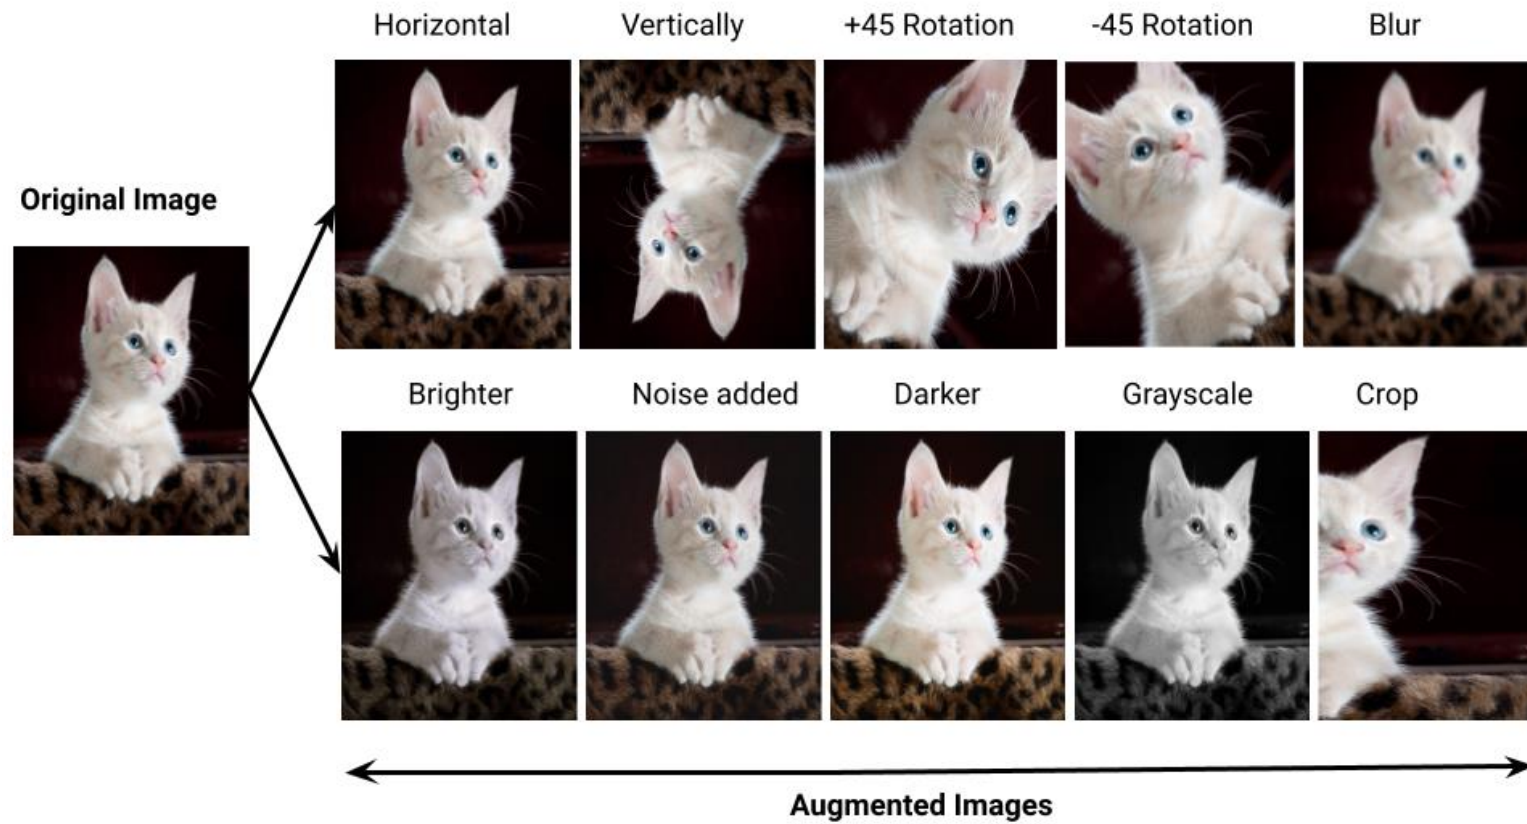 Horizontal
Vertically
+45 Rotation
-45 Rotation
Blur
Original Image
Brighter
Noise added
Darker
Grayscale
Crop
Augmented Images